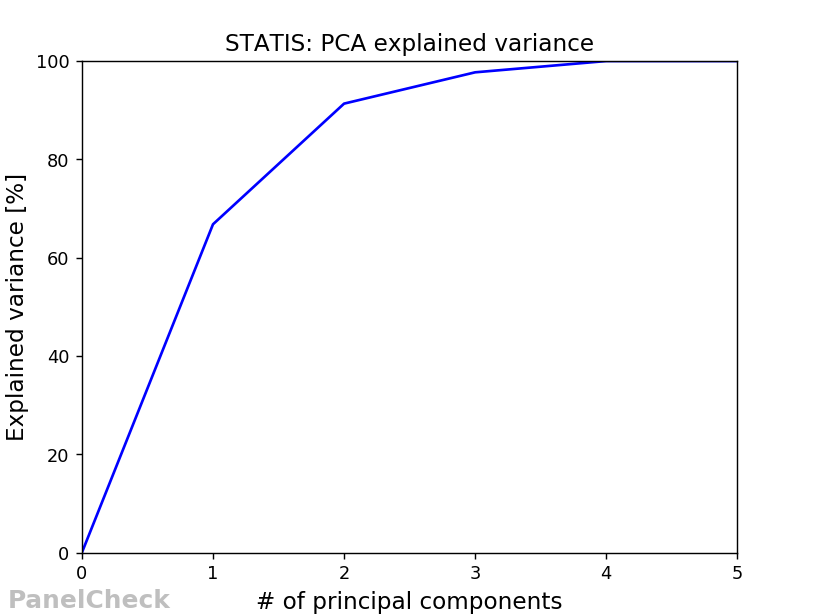 STATIS: PCA explained variance
100
80
60
40
20
0
Explained variance [%]
0 1 2 3 4 5
# of principal components
PanelCheck